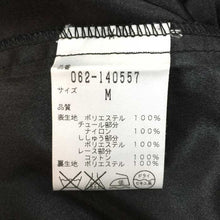 品番
062-140557
サイズ
M
品質
表生地 ポリエステル 100%
チュール部分
ナイロン 100%
ししゅう部分
ポリエステル 100%
レース部分
コットン 100%
裏生地 ポリエステル 100%